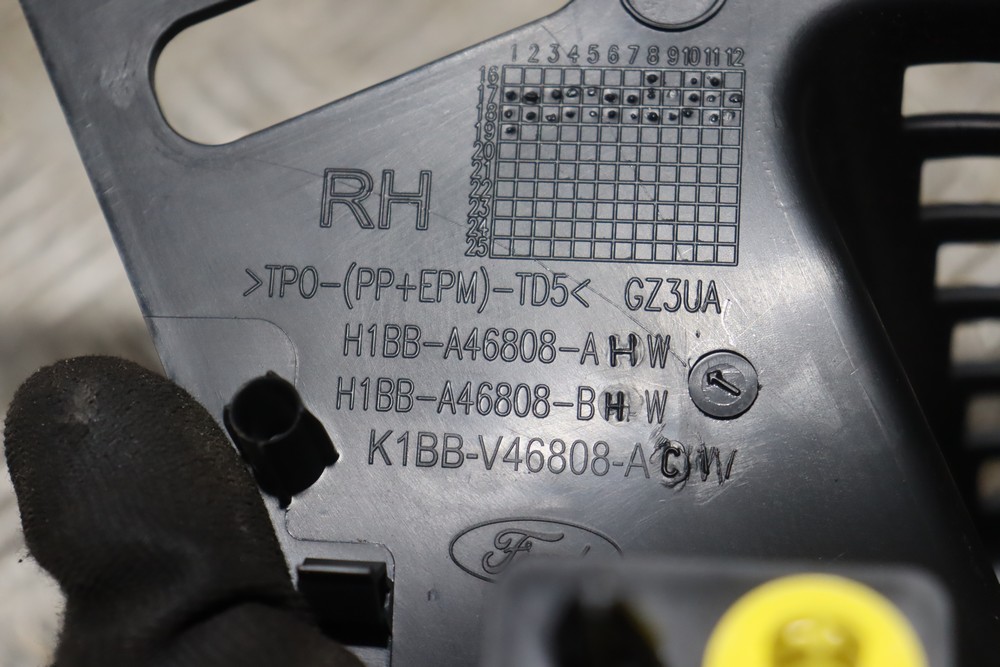 1 2 3 4 5 6 7 8 9 10 11 12
16
17
18
19
20
21
22
23
24
25
RH
>TPO-(PP+EPM)-TD5< GZ3UA
H1BB-A46808-AHW
H1BB-A46808-BHW
K1BB-V46808-ACW
Ford